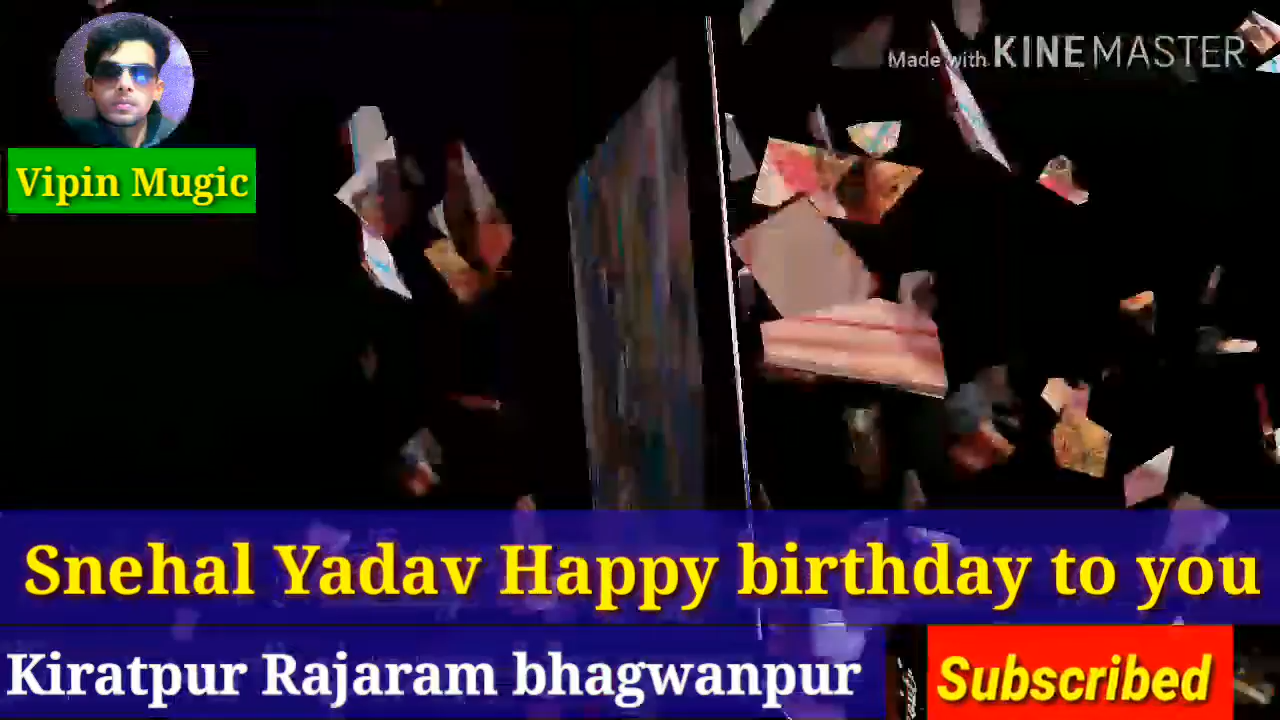 Made with KINEMASTER
Vipin Mugic
Snehal Yadav Happy birthday to you
Kiratpur Rajaram bhagwanpur
Subscribed